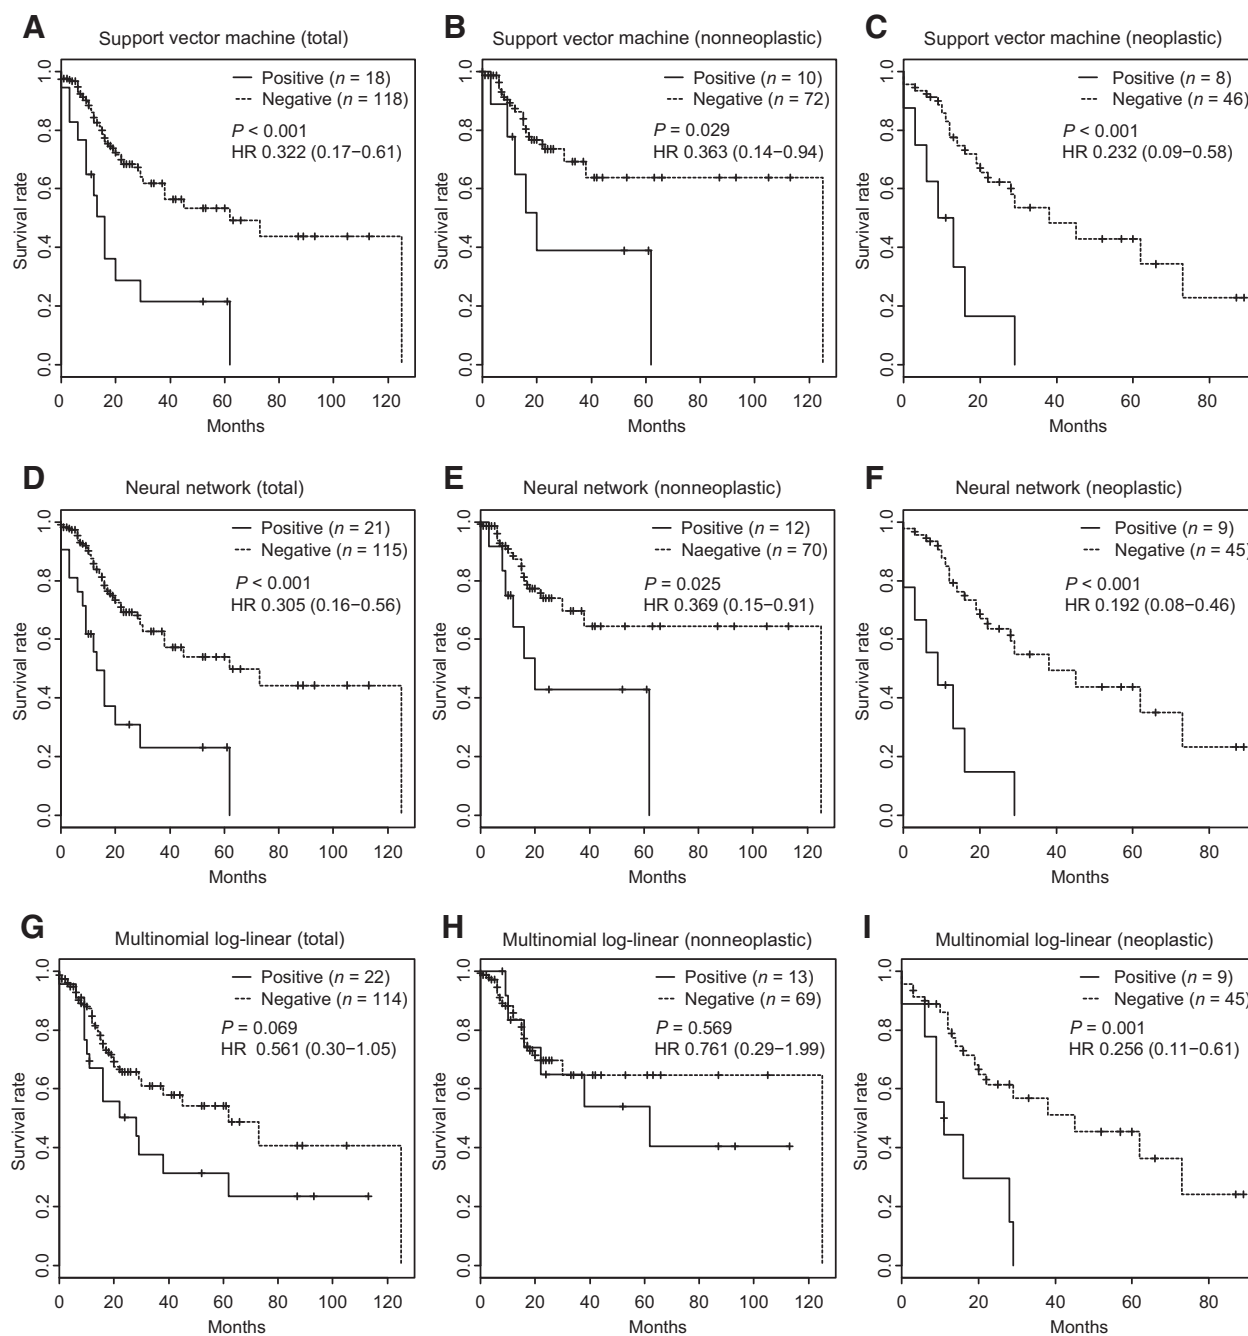 A
Support vector machine (total)
Positive (n = 18)
Negative (n = 118)
P < 0.001
HR 0.322 (0.17−0.61)
Survival rate
0.0 0.2 0.4 0.6 0.8 1.0
0 20 40 60 80 100 120
Months
B
Support vector machine (nonneoplastic)
Positive (n = 10)
Negative (n = 72)
P = 0.029
HR 0.363 (0.14−0.94)
Survival rate
0.0 0.2 0.4 0.6 0.8 1.0
0 20 40 60 80 100 120
Months
C
Support vector machine (neoplastic)
Positive (n = 8)
Negative (n = 46)
P < 0.001
HR 0.232 (0.09−0.58)
Survival rate
0.0 0.2 0.4 0.6 0.8 1.0
0 20 40 60 80
Months
D
Neural network (total)
Positive (n = 21)
Negative (n = 115)
P < 0.001
HR 0.305 (0.16−0.56)
Survival rate
0.0 0.2 0.4 0.6 0.8 1.0
0 20 40 60 80 100 120
Months
E
Neural network (nonneoplastic)
Positive (n = 12)
Naegative (n = 70)
P = 0.025
HR 0.369 (0.15−0.91)
Survival rate
0.0 0.2 0.4 0.6 0.8 1.0
0 20 40 60 80 100 120
Months
F
Neural network (neoplastic)
Positive (n = 9)
Negative (n = 45)
P < 0.001
HR 0.192 (0.08−0.46)
Survival rate
0.0 0.2 0.4 0.6 0.8 1.0
0 20 40 60 80
Months
G
Multinomial log-linear (total)
Positive (n = 22)
Negative (n = 114)
P = 0.069
HR 0.561 (0.30−1.05)
Survival rate
0.0 0.2 0.4 0.6 0.8 1.0
0 20 40 60 80 100 120
Months
H
Multinomial log-linear (nonneoplastic)
Positive (n = 13)
Negative (n = 69)
P = 0.569
HR 0.761 (0.29−1.99)
Survival rate
0.0 0.2 0.4 0.6 0.8 1.0
0 20 40 60 80 100 120
Months
I
Multinomial log-linear (neoplastic)
Positive (n = 9)
Negative (n = 45)
P = 0.001
HR 0.256 (0.11−0.61)
Survival rate
0.0 0.2 0.4 0.6 0.8 1.0
0 20 40 60 80
Months